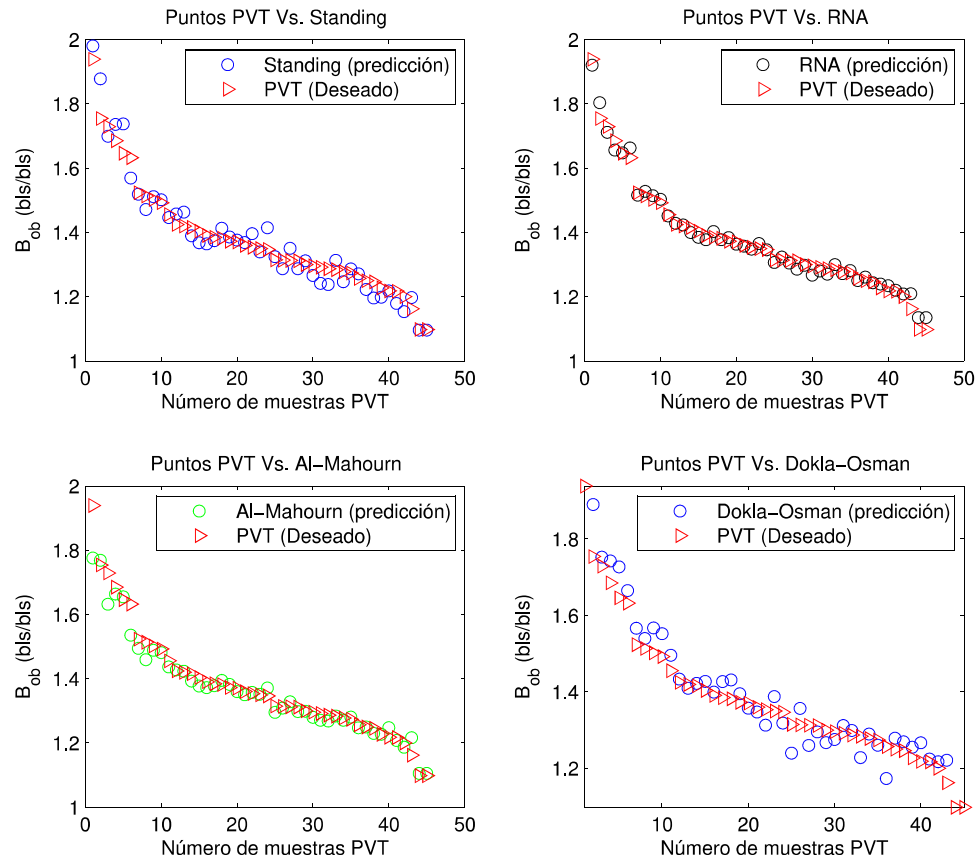 Puntos PVT Vs. Standing
2
1.8
1.6
1.4
1.2
1
B_ob (bls/bls)
Standing (predicción)
PVT (Deseado)
0 10 20 30 40 50
Número de muestras PVT
Puntos PVT Vs. RNA
2
1.8
1.6
1.4
1.2
1
B_ob (bls/bls)
RNA (predicción)
PVT (Deseado)
0 10 20 30 40 50
Número de muestras PVT
Puntos PVT Vs. Al−Mahourn
2
1.8
1.6
1.4
1.2
1
B_ob (bls/bls)
Al−Mahourn (predicción)
PVT (Deseado)
0 10 20 30 40 50
Número de muestras PVT
Puntos PVT Vs. Dokla−Osman
1.8
1.6
1.4
1.2
B_ob (bls/bls)
Dokla−Osman (predicción)
PVT (Deseado)
10 20 30 40
Número de muestras PVT